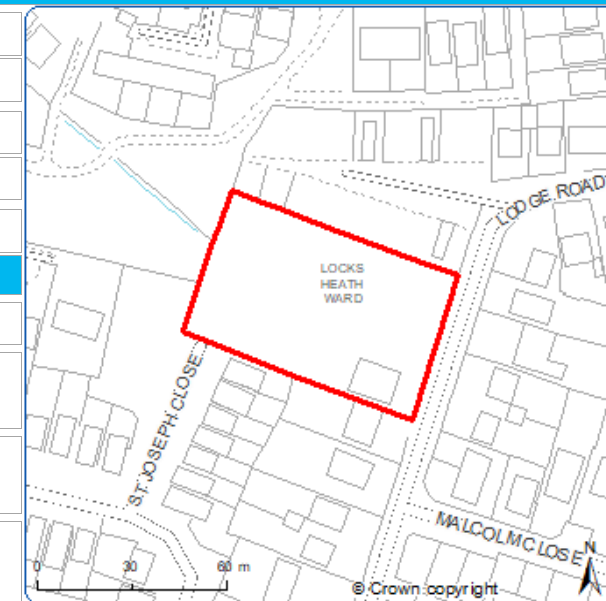 LODGE ROAD
LOCKS
HEATH
WARD
ST. JOSEPH CLOSE
MALCOLM CLOSE
N
0 30 60 m
© Crown copyright